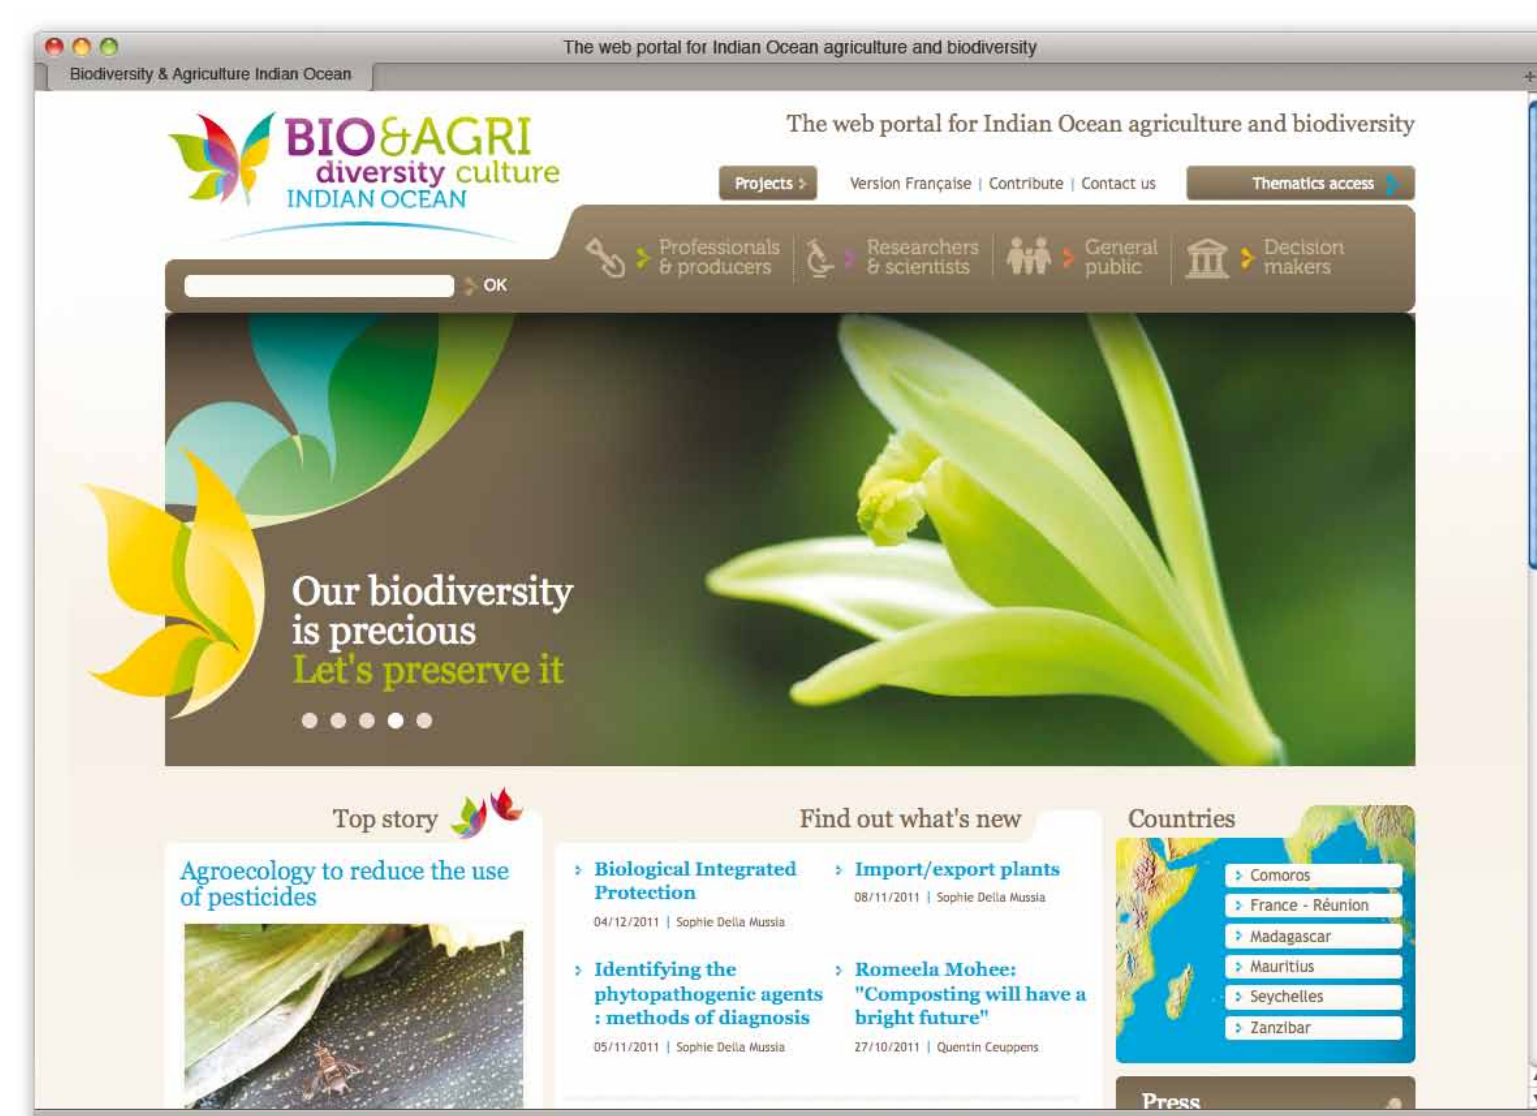 The web portal for Indian Ocean agriculture and biodiversity
Biodiversity & Agriculture Indian Ocean
BIO&AGRI
diversity culture
INDIAN OCEAN
The web portal for Indian Ocean agriculture and biodiversity
Projects
Version Française | Contribute | Contact us
Thematics access
Professionals
& producers
Researchers
& scientists
General
public
Decision
makers
OK
Our biodiversity
is precious
Let's preserve it
Top story
Agroecology to reduce the use
of pesticides
Find out what's new
Biological Integrated
Protection
04/12/2011 | Sophie Della Mussia
Import/export plants
08/11/2011 | Sophie Della Mussia
Identifying the
phytopathogenic agents
: methods of diagnosis
05/11/2011 | Sophie Della Mussia
Romeela Mohee:
"Composting will have a
bright future"
27/10/2011 | Quentin Ceuppens
Countries
Comoros
France - Réunion
Madagascar
Mauritius
Seychelles
Zanzibar
Press